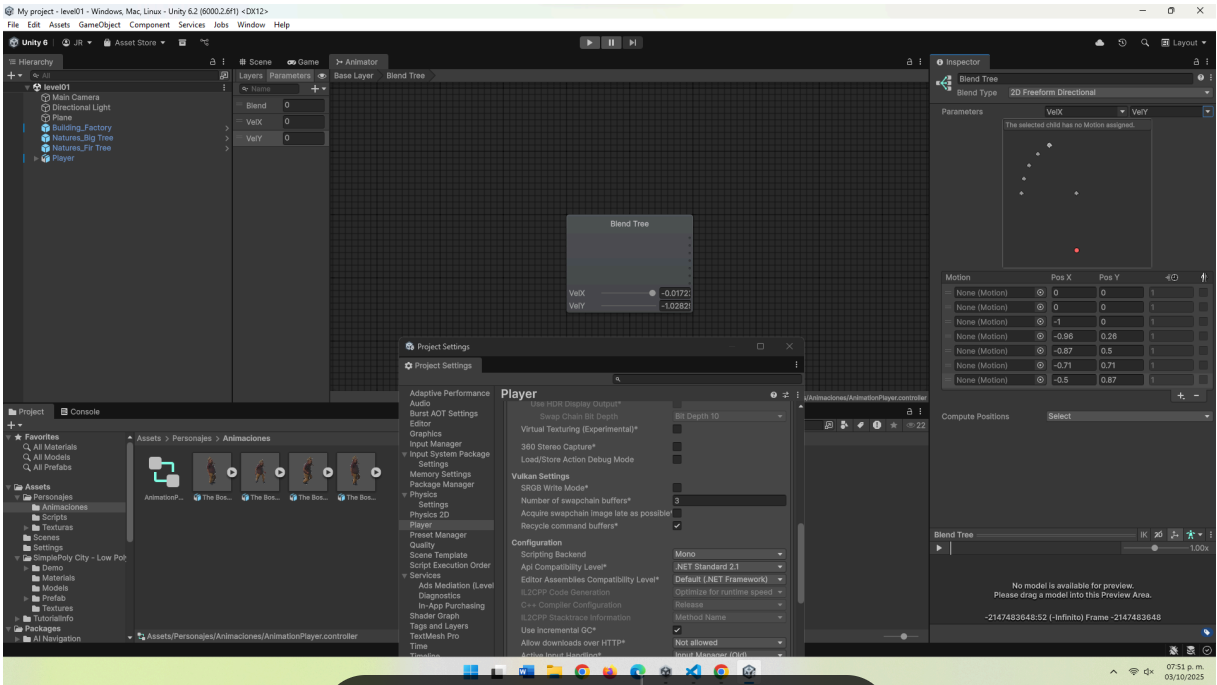 My project - level01 - Windows, Mac, Linux - Unity 6.2 (6000.2.6f1) <DX12>
File Edit Assets GameObject Component Services Jobs Window Help
Unity 6 JR Asset Store Layout
Hierarchy
All
level01
Main Camera
Directional Light
Plane
Building_Factory
Natures_Big Tree
Natures_Fir Tree
Player
Scene Game Animator
Layers Parameters Base Layer Blend Tree
Name
Blend 0
VelX 0
VelY 0
Blend Tree
VelX -0.0172
VelY -1.0282
Inspector
Blend Tree
Blend Type 2D Freeform Directional
Parameters VelX VelY
The selected child has no Motion assigned.
Motion Pos X Pos Y
None (Motion) 0 0 1
None (Motion) 0 0 1
None (Motion) -1 0 1
None (Motion) -0.96 0.26 1
None (Motion) -0.87 0.5 1
None (Motion) -0.71 0.71 1
None (Motion) -0.5 0.87 1
+ -
Compute Positions Select
Blend Tree IK
1.00x
No model is available for preview.
Please drag a model into this Preview Area.
-2147483648:52 (-Infinito) Frame -2147483648
Project Settings
Project Settings
Adaptive Performance
Audio
Burst AOT Settings
Editor
Graphics
Input Manager
Input System Package
Settings
Memory Settings
Package Manager
Physics
Settings
Physics 2D
Player
Preset Manager
Quality
Scene Template
Script Execution Order
Services
Ads Mediation (Level
Diagnostics
In-App Purchasing
Shader Graph
Tags and Layers
TextMesh Pro
Time
Timeline
Player
Use HDR Display Output*
Swap Chain Bit Depth Bit Depth 10
Virtual Texturing (Experimental)*
360 Stereo Capture*
Load/Store Action Debug Mode
Vulkan Settings
SRGB Write Mode*
Number of swapchain buffers* 3
Acquire swapchain image late as possible*
Recycle command buffers*
Configuration
Scripting Backend Mono
Api Compatibility Level* .NET Standard 2.1
Editor Assemblies Compatibility Level* Default (.NET Framework)
IL2CPP Code Generation Optimize for runtime speed
C++ Compiler Configuration Release
IL2CPP Stacktrace Information Method Name
Use incremental GC*
Allow downloads over HTTP* Not allowed
Active Input Handling* Input Manager (Old)
/Animaciones/AnimationPlayer.controller
22
Project Console
Favorites
All Materials
All Models
All Prefabs
Assets
Personajes
Animaciones
Scripts
Texturas
Scenes
Settings
SimplePoly City - Low Pol
Demo
Materials
Models
Prefab
Textures
TutorialInfo
Packages
AI Navigation
Assets > Personajes > Animaciones
AnimationP... The Bos... The Bos... The Bos... The Bos...
Assets/Personajes/Animaciones/AnimationPlayer.controller
07:51 p. m.
03/10/2025